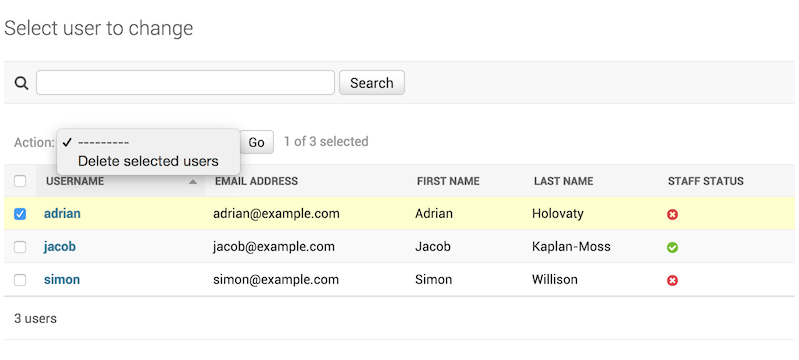 Select user to change
Search
Action: ✓ --------- Go 1 of 3 selected
Delete selected users
USERNAME EMAIL ADDRESS FIRST NAME LAST NAME STAFF STATUS
adrian adrian@example.com Adrian Holovaty
jacob jacob@example.com Jacob Kaplan-Moss
simon simon@example.com Simon Willison
3 users